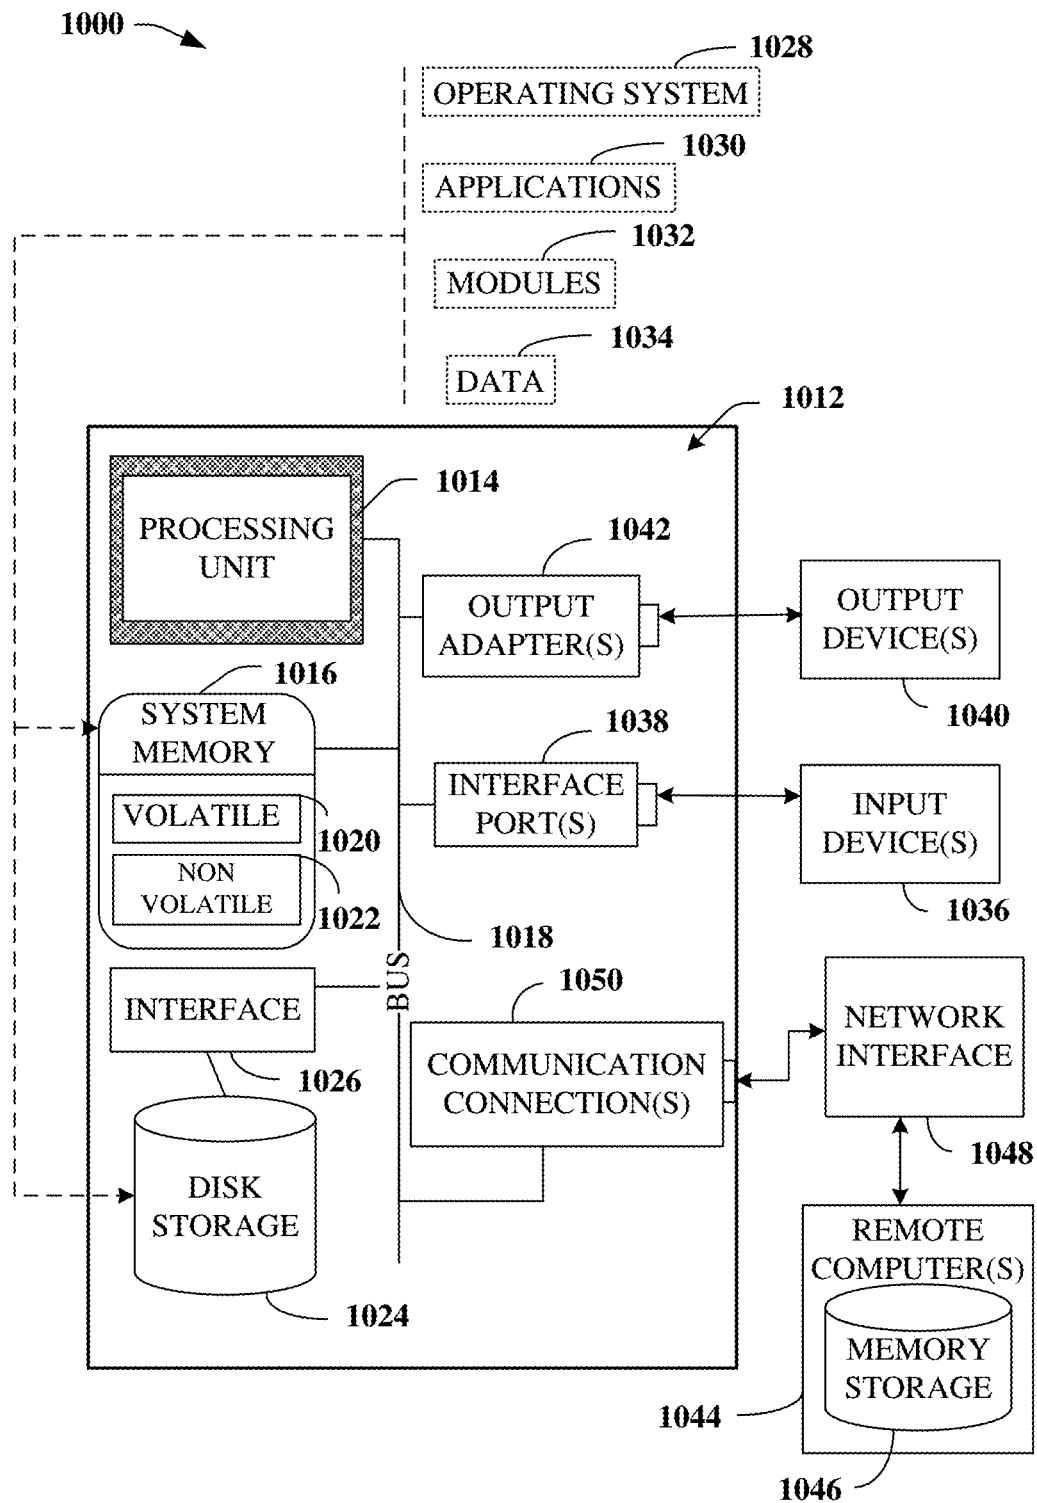 1000
1028
OPERATING SYSTEM
1030
APPLICATIONS
1032
MODULES
1034
DATA
1012
1014
PROCESSING
UNIT
1042
OUTPUT
ADAPTER(S)
OUTPUT
DEVICE(S)
1040
1016
SYSTEM
MEMORY
1038
INTERFACE
PORT(S)
INPUT
DEVICE(S)
1036
VOLATILE
1020
NON
VOLATILE
1022
1018
BUS
INTERFACE
1026
1050
COMMUNICATION
CONNECTION(S)
NETWORK
INTERFACE
1048
DISK
STORAGE
1024
REMOTE
COMPUTER(S)
MEMORY
STORAGE
1044
1046